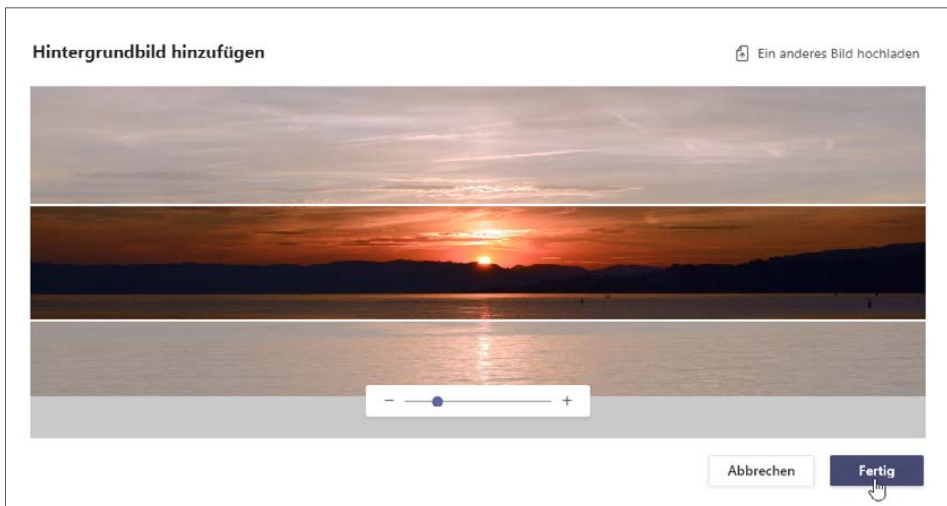 Hintergrundbild hinzufügen
Ein anderes Bild hochladen
Abbrechen
Fertig